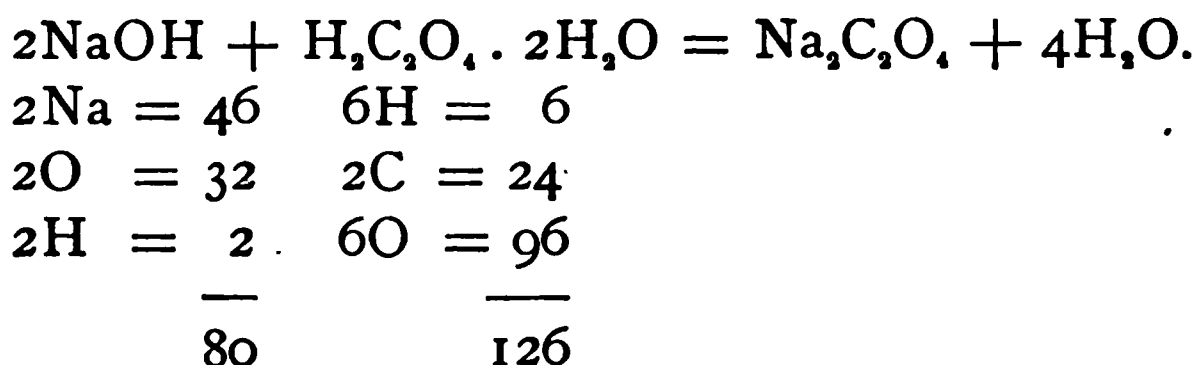 2NaOH + H₂C₂O₄ . 2H₂O = Na₂C₂O₄ + 4H₂O.
2Na = 46 6H = 6
2O = 32 2C = 24
2H = 2 6O = 96
80 126